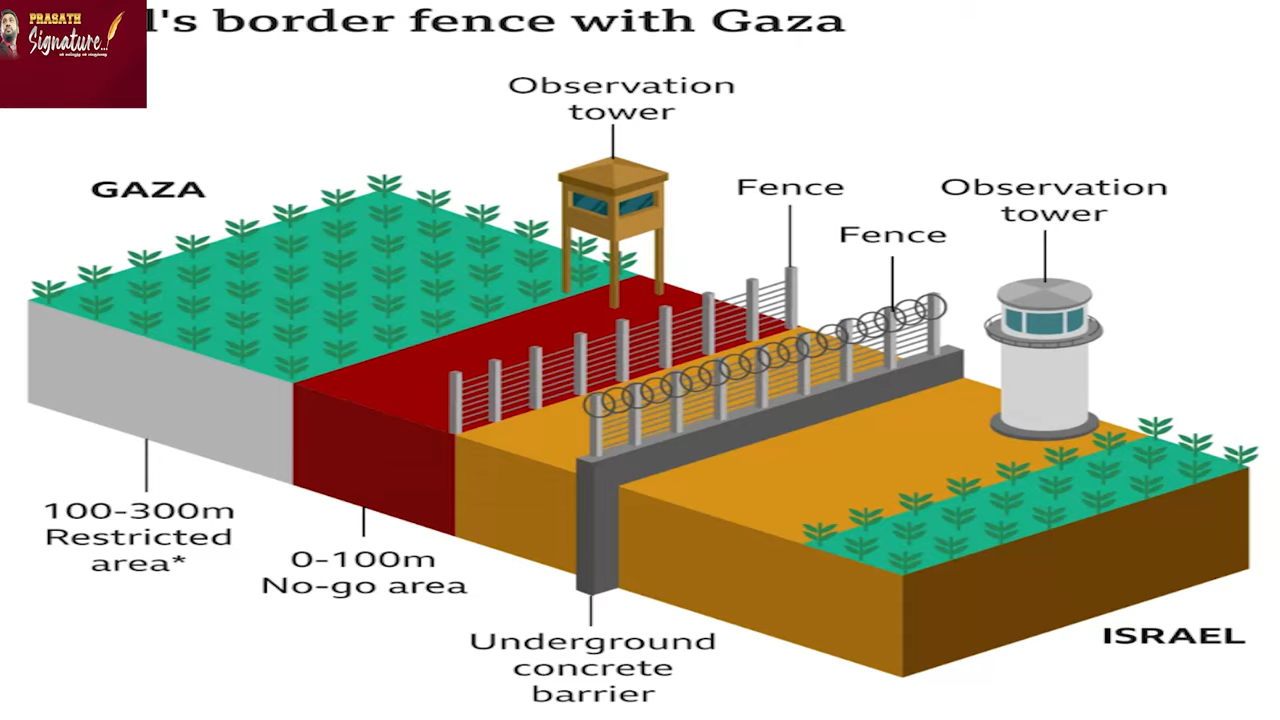 PRASATH
Signature..!
l's border fence with Gaza
Observation
tower
GAZA
Fence
Observation
tower
Fence
100-300m
Restricted
area*
0-100m
No-go area
Underground
concrete
barrier
ISRAEL